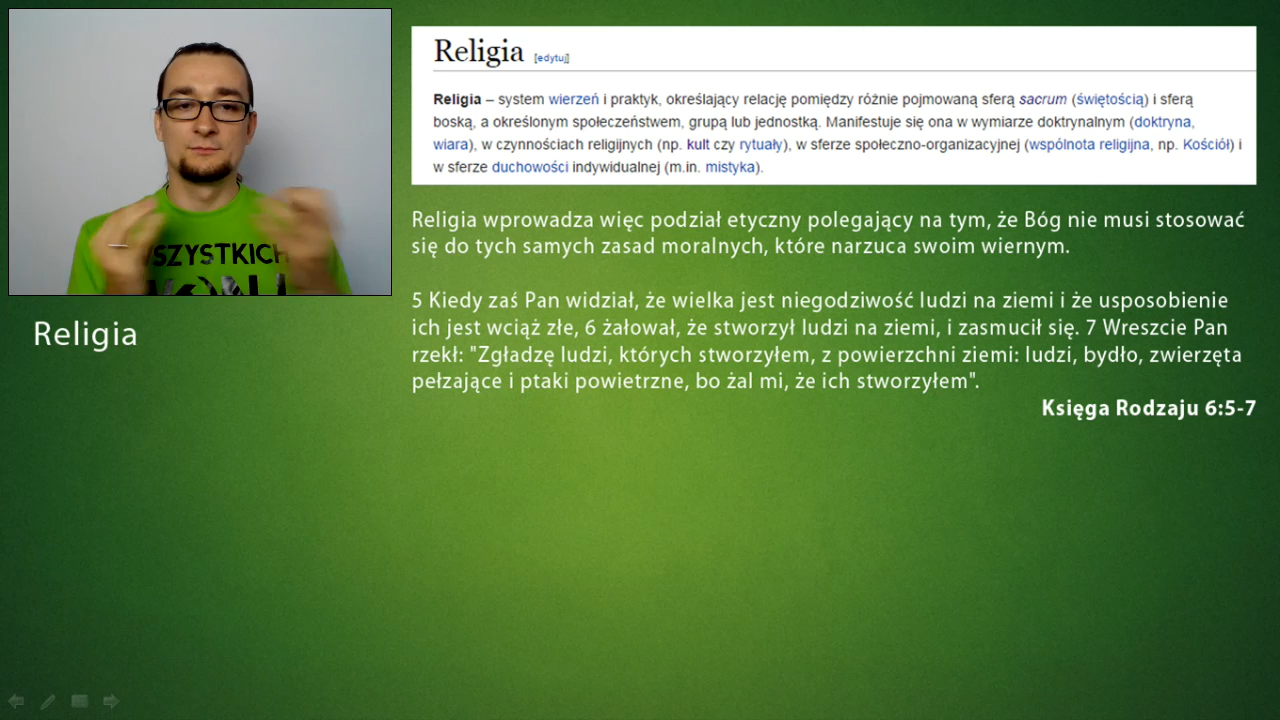 SZYSTKICH
Religia
Religia [edytuj]
Religia – system wierzeń i praktyk, określający relację pomiędzy różnie pojmowaną sferą sacrum (świętością) i sferą
boską, a określonym społeczeństwem, grupą lub jednostką. Manifestuje się ona w wymiarze doktrynalnym (doktryna,
wiara), w czynnościach religijnych (np. kult czy rytuały), w sferze społeczno-organizacyjnej (wspólnota religijna, np. Kościół) i
w sferze duchowości indywidualnej (m.in. mistyka).
Religia wprowadza więc podział etyczny polegający na tym, że Bóg nie musi stosować
się do tych samych zasad moralnych, które narzuca swoim wiernym.
5 Kiedy zaś Pan widział, że wielka jest niegodziwość ludzi na ziemi i że usposobienie
ich jest wciąż złe, 6 żałował, że stworzył ludzi na ziemi, i zasmucił się. 7 Wreszcie Pan
rzekł: "Zgładzę ludzi, których stworzyłem, z powierzchni ziemi: ludzi, bydło, zwierzęta
pełzające i ptaki powietrzne, bo żal mi, że ich stworzyłem".
Księga Rodzaju 6:5-7